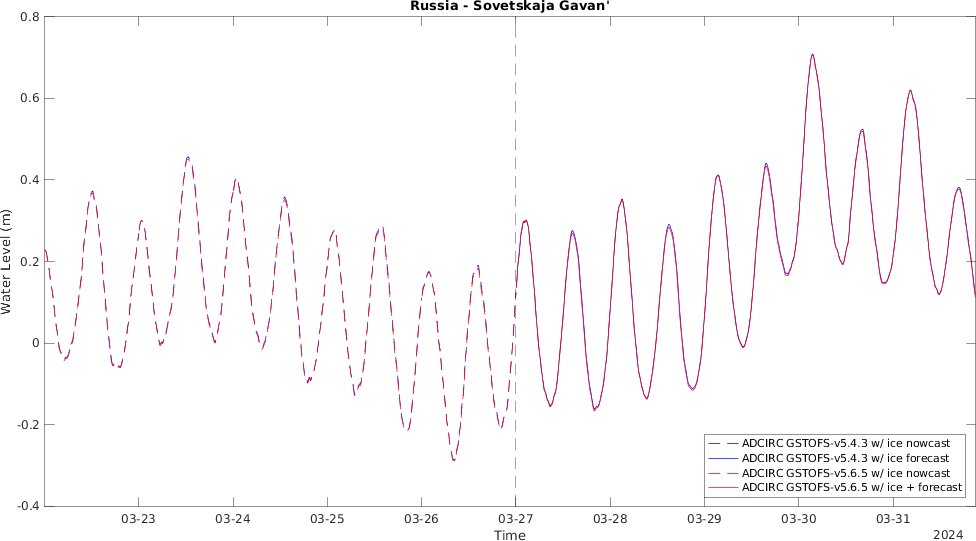 Russia - Sovetskaja Gavan'
0.8
0.6
0.4
0.2
0
-0.2
-0.4
Water Level (m)
ADCIRC GSTOFS-v5.4.3 w/ ice nowcast
ADCIRC GSTOFS-v5.4.3 w/ ice forecast
ADCIRC GSTOFS-v5.6.5 w/ ice nowcast
ADCIRC GSTOFS-v5.6.5 w/ ice + forecast
03-23 03-24 03-25 03-26 03-27 03-28 03-29 03-30 03-31
Time
2024